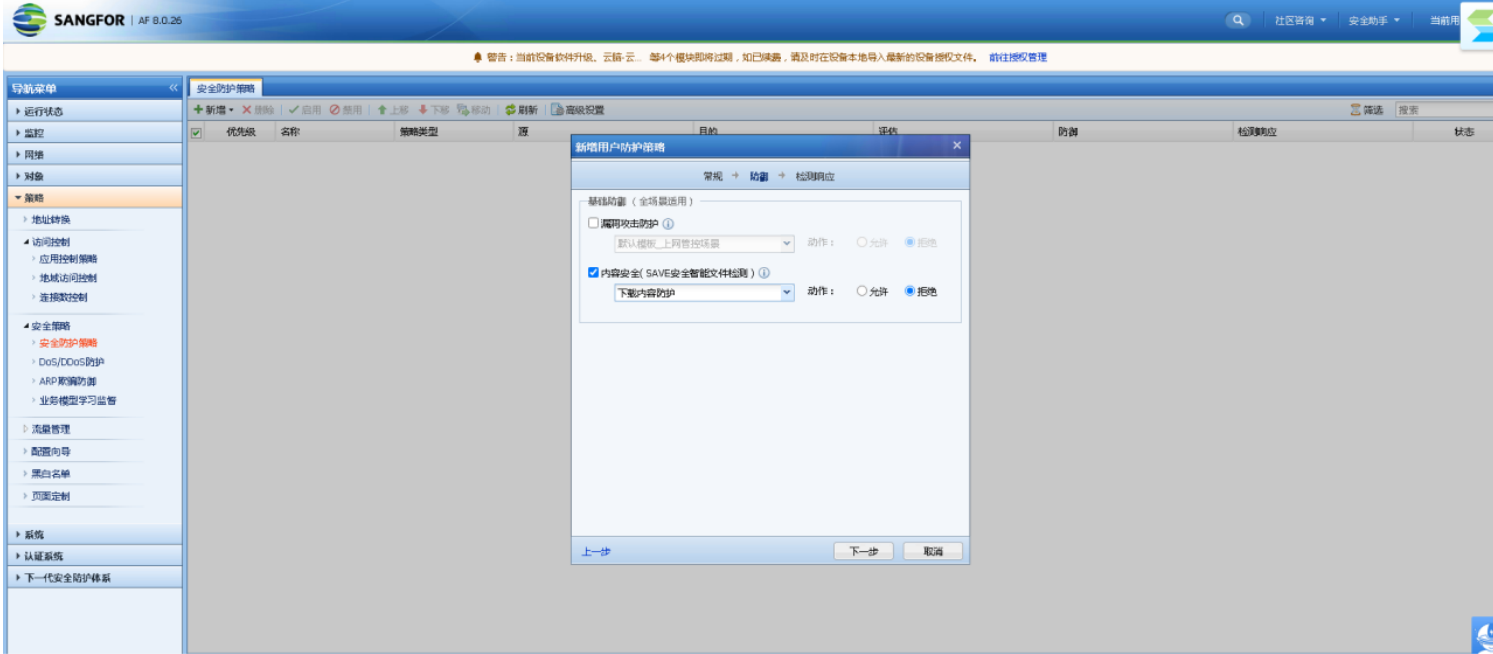 SANGFOR | AF 8.0.26
社区咨询 安全助手 当前用
警告：当前设备软件升级、云脑-云... 等4个模块即将过期，如已续费，请及时在设备本地导入最新的设备授权文件。 前往授权管理
导航菜单
安全防护策略
运行状态
新增 删除 启用 禁用 上移 下移 移动 刷新 高级设置 筛选 搜索
监控
优先级 名称 策略类型 源 目的 评估 防御 检测响应 状态
网络
对象
策略
地址转换
访问控制
应用控制策略
地域访问控制
连接数控制
安全策略
安全防护策略
DoS/DDoS防护
ARP欺骗防御
业务模型学习监督
流量管理
配置向导
黑白名单
页面定制
系统
认证系统
下一代安全防护体系
新增用户防护策略
常规 防御 检测响应
基础防御（全场景适用）
漏洞攻击防护
默认模板_上网管控场景 动作： 允许 拒绝
内容安全(SAVE安全智能文件检测)
下载内容防护 动作： 允许 拒绝
上一步 下一步 取消